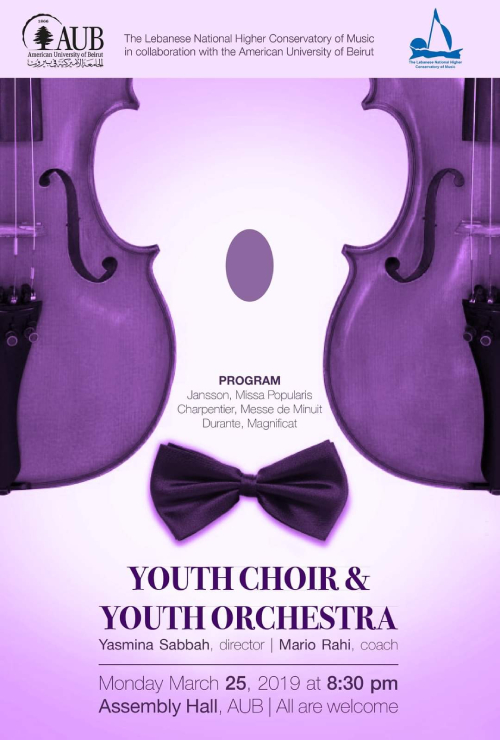 1866
AUB
American University of Beirut
الجامعة الأميركية في بيروت
The Lebanese National Higher Conservatory of Music
in collaboration with the American University of Beirut
The Lebanese National Higher
Conservatory of Music
PROGRAM
Jansson, Missa Popularis
Charpentier, Messe de Minuit
Durante, Magnificat
YOUTH CHOIR &
YOUTH ORCHESTRA
Yasmina Sabbah, director | Mario Rahi, coach
Monday March 25, 2019 at 8:30 pm
Assembly Hall, AUB | All are welcome